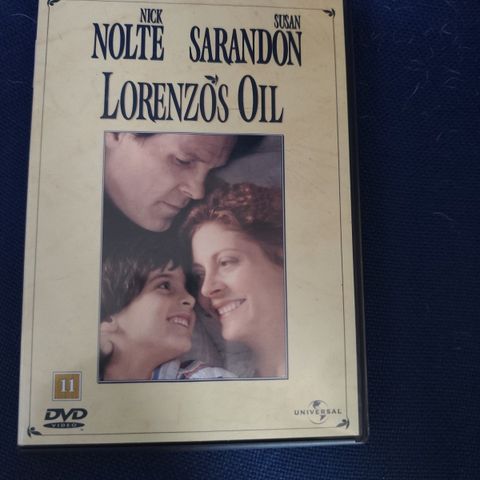 NICK NOLTE
SUSAN SARANDON
LORENZO'S OIL
11
DVD
VIDEO
UNIVERSAL